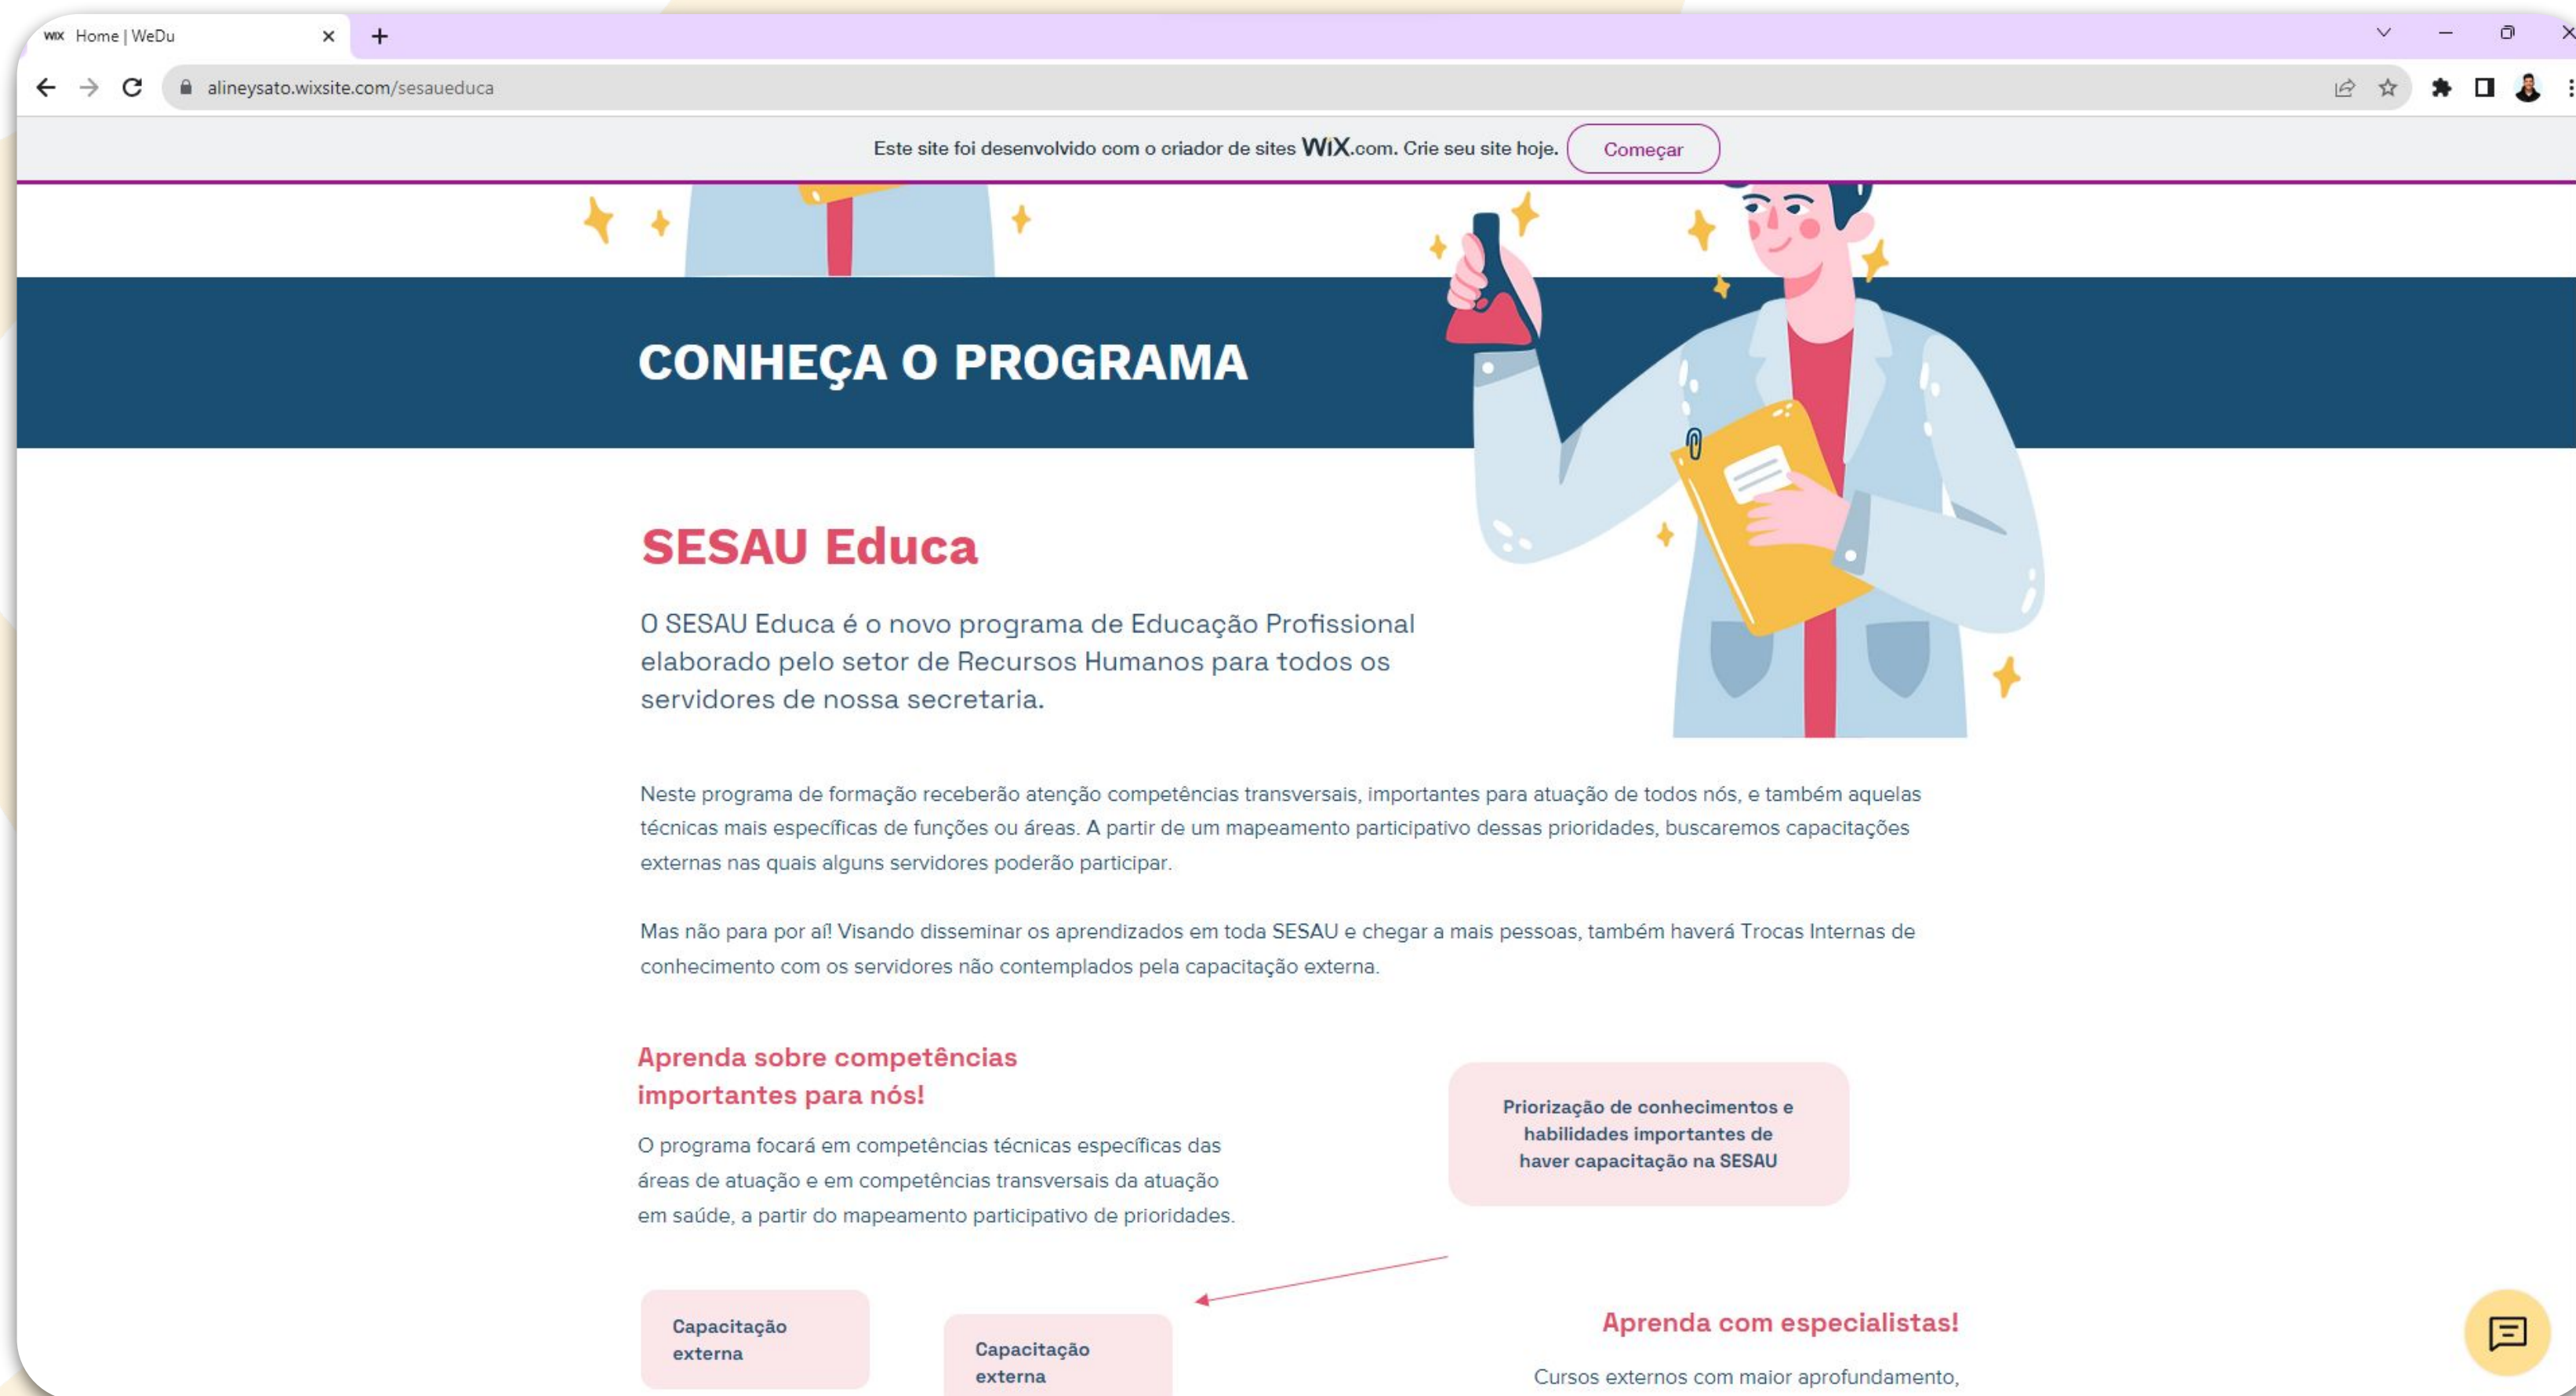 WiX Home | WeDu
alineysato.wixsite.com/sesaueduca
Este site foi desenvolvido com o criador de sites WiX.com. Crie seu site hoje. Começar
CONHEÇA O PROGRAMA
SESAU Educa
O SESAU Educa é o novo programa de Educação Profissional
elaborado pelo setor de Recursos Humanos para todos os
servidores de nossa secretaria.
Neste programa de formação receberão atenção competências transversais, importantes para atuação de todos nós, e também aquelas
técnicas mais específicas de funções ou áreas. A partir de um mapeamento participativo dessas prioridades, buscaremos capacitações
externas nas quais alguns servidores poderão participar.
Mas não para por aí! Visando disseminar os aprendizados em toda SESAU e chegar a mais pessoas, também haverá Trocas Internas de
conhecimento com os servidores não contemplados pela capacitação externa.
Aprenda sobre competências
importantes para nós!
O programa focará em competências técnicas específicas das
áreas de atuação e em competências transversais da atuação
em saúde, a partir do mapeamento participativo de prioridades.
Priorização de conhecimentos e
habilidades importantes de
haver capacitação na SESAU
Capacitação
externa
Capacitação
externa
Aprenda com especialistas!
Cursos externos com maior aprofundamento,